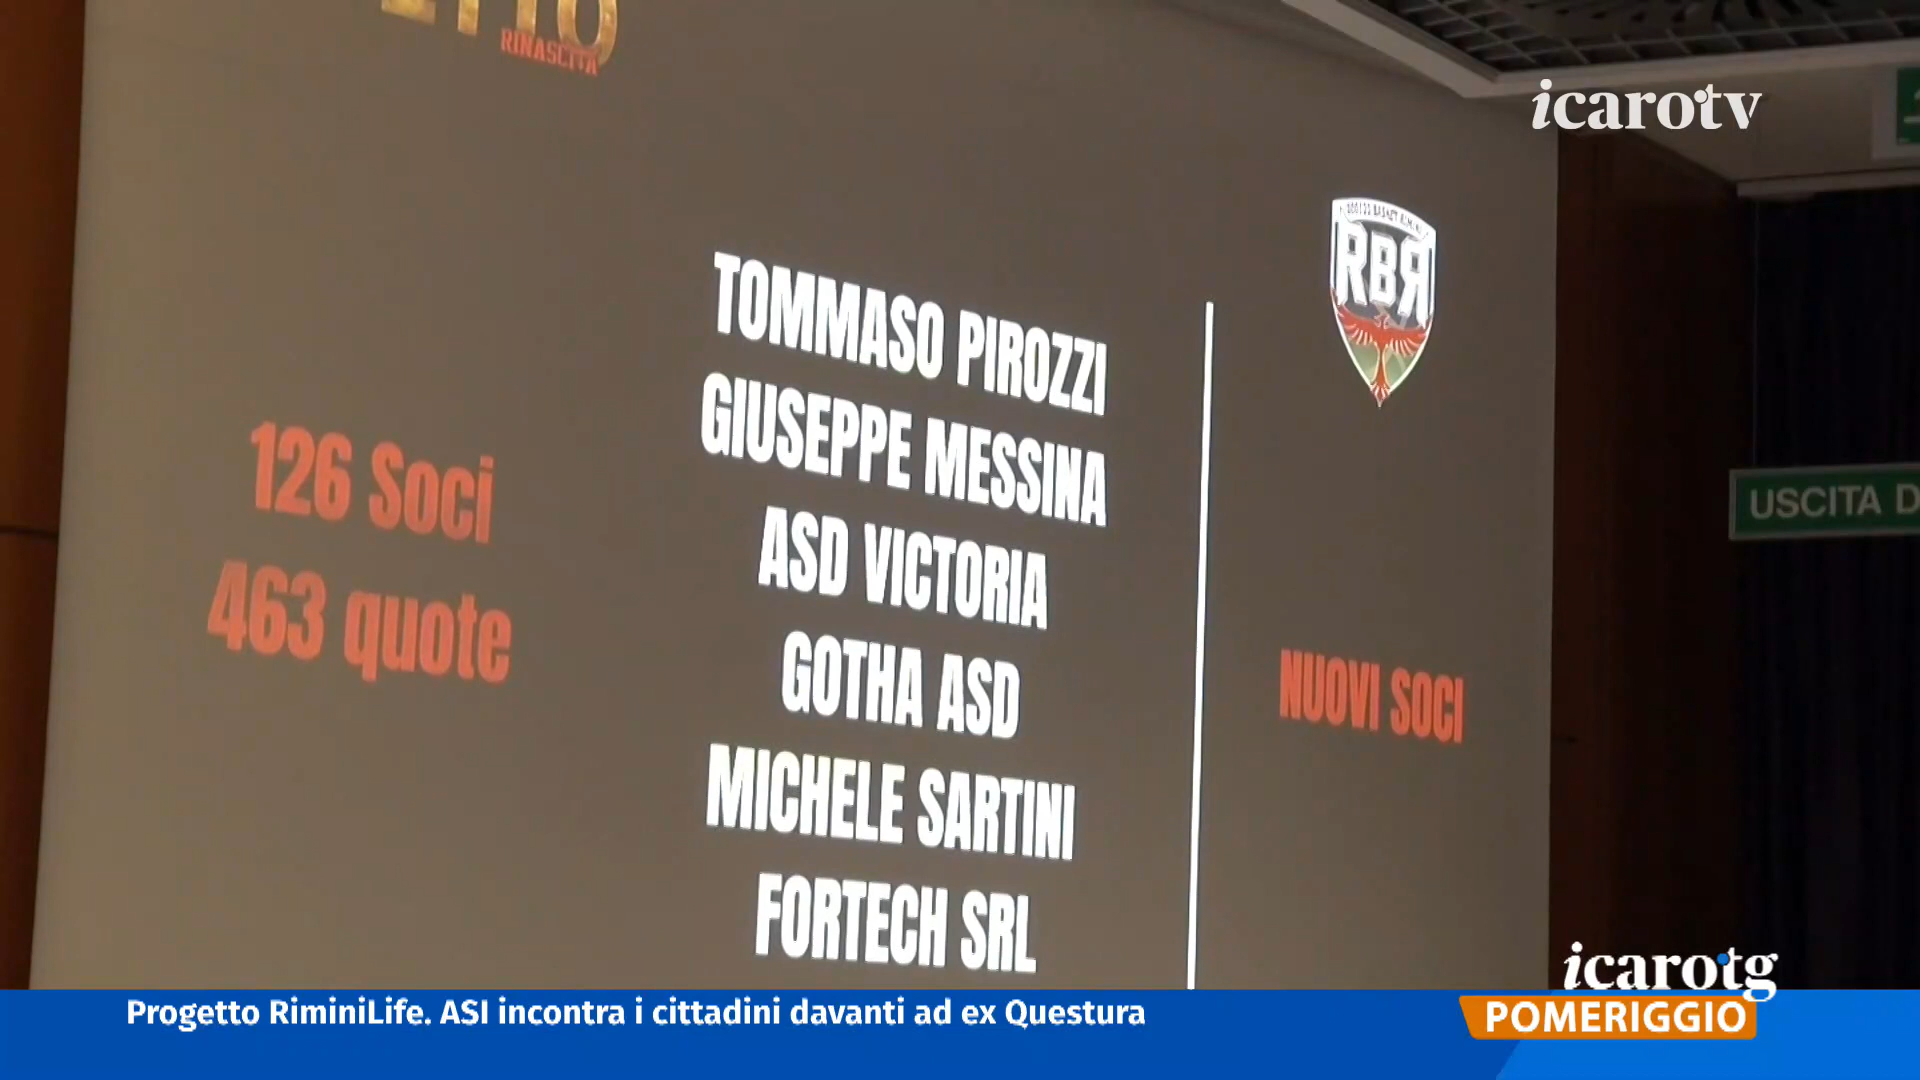 RINASCITA
icarotv
RBR
TOMMASO PIROZZI
GIUSEPPE MESSINA
ASD VICTORIA
GOTHA ASD
MICHELE SARTINI
FORTECH SRL
126 Soci
463 quote
NUOVI SOCI
USCITA D
icarotg
POMERIGGIO
Progetto RiminiLife. ASI incontra i cittadini davanti ad ex Questura